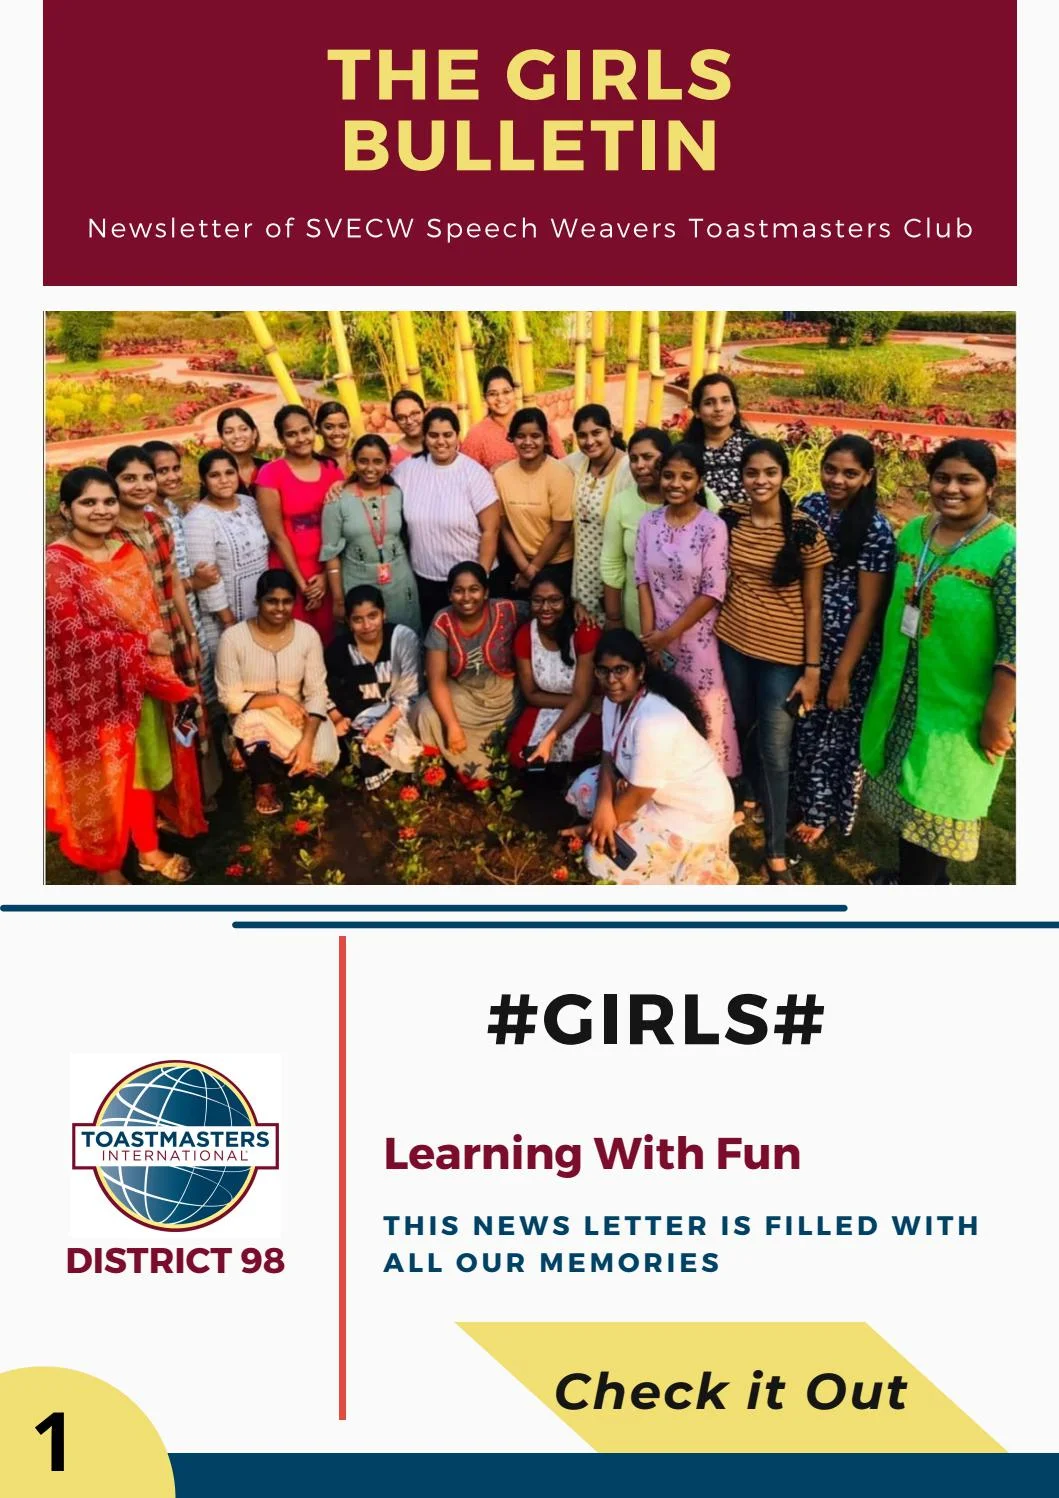 THE GIRLS
BULLETIN
Newsletter of SVECW Speech Weavers Toastmasters Club
#GIRLS#
TOASTMASTERS
INTERNATIONAL
DISTRICT 98
Learning With Fun
THIS NEWS LETTER IS FILLED WITH
ALL OUR MEMORIES
Check it Out
1